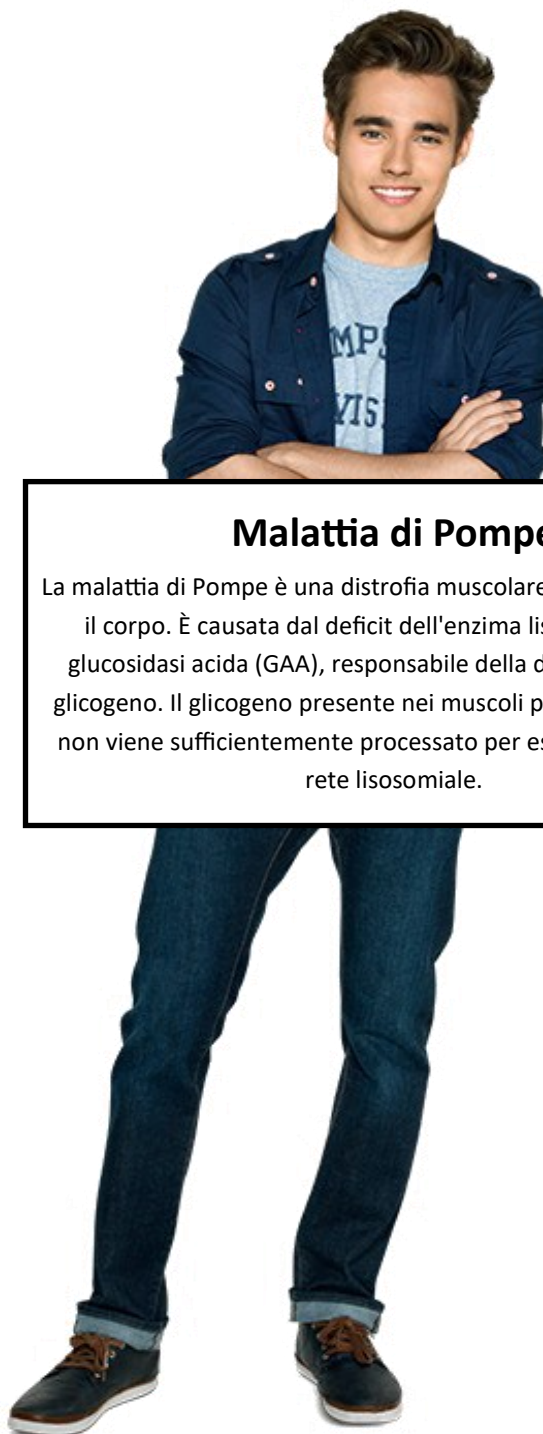 MPS
VIS
Malattia di Pompe
La malattia di Pompe è una distrofia muscolare
il corpo. È causata dal deficit dell'enzima lis
glucosidasi acida (GAA), responsabile della d
glicogeno. Il glicogeno presente nei muscoli p
non viene sufficientemente processato per es
rete lisosomiale.